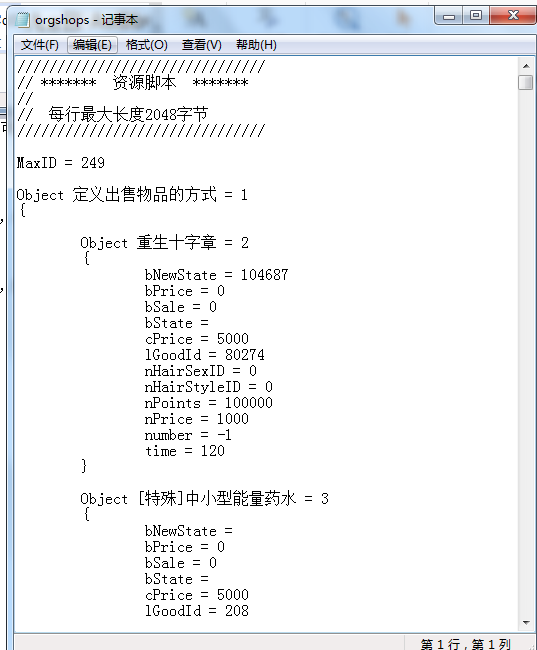 orgshops - 记事本
文件(F) 编辑(E) 格式(O) 查看(V) 帮助(H)
///////////////////////////////
// *******  资源脚本  *******
//
//  每行最大长度2048字节
///////////////////////////////
MaxID = 249
Object 定义出售物品的方式 = 1
{
Object 重生十字章 = 2
{
bNewState = 104687
bPrice = 0
bSale = 0
bState =
cPrice = 5000
lGoodId = 80274
nHairSexID = 0
nHairStyleID = 0
nPoints = 100000
nPrice = 1000
number = -1
time = 120
}
Object [特殊]中小型能量药水 = 3
{
bNewState =
bPrice = 0
bSale = 0
bState =
cPrice = 5000
lGoodId = 208
第 1 行，第 1 列